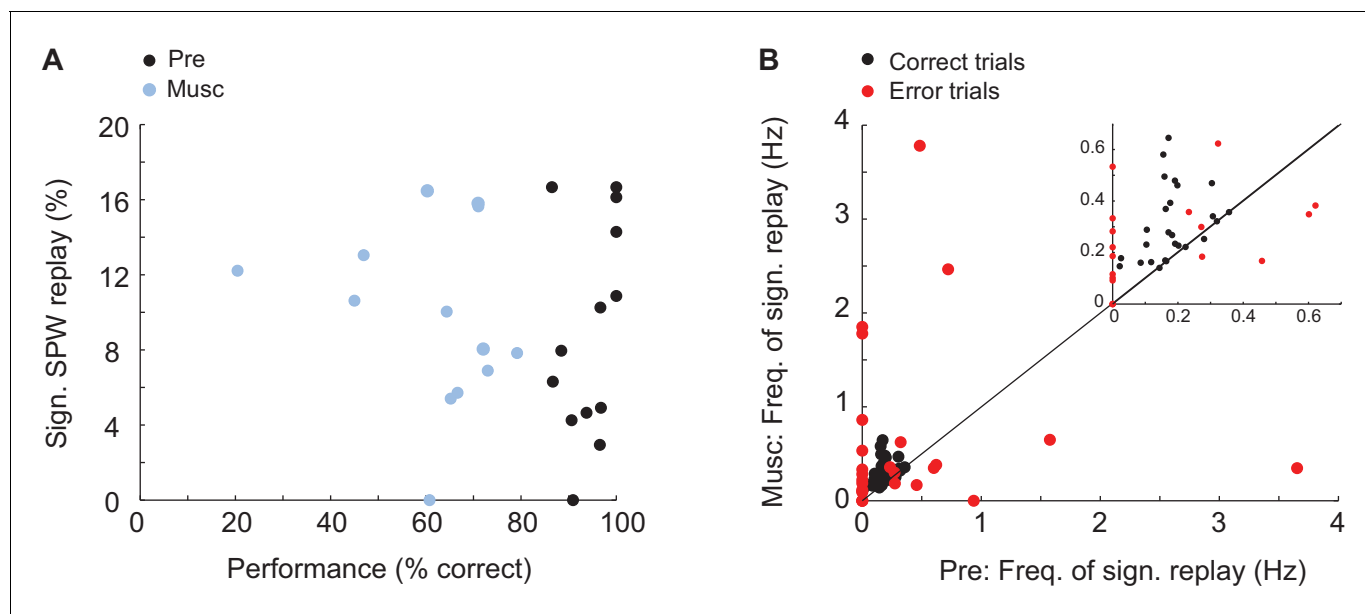 A
Pre
Musc
20
16
12
8
4
0
0 20 40 60 80 100
Sign. SPW replay (%)
Performance (% correct)
B
Correct trials
Error trials
4
3
2
1
0
0 1 2 3 4
Musc: Freq. of sign. replay (Hz)
Pre: Freq. of sign. replay (Hz)
0.6
0.4
0.2
0
0 0.2 0.4 0.6